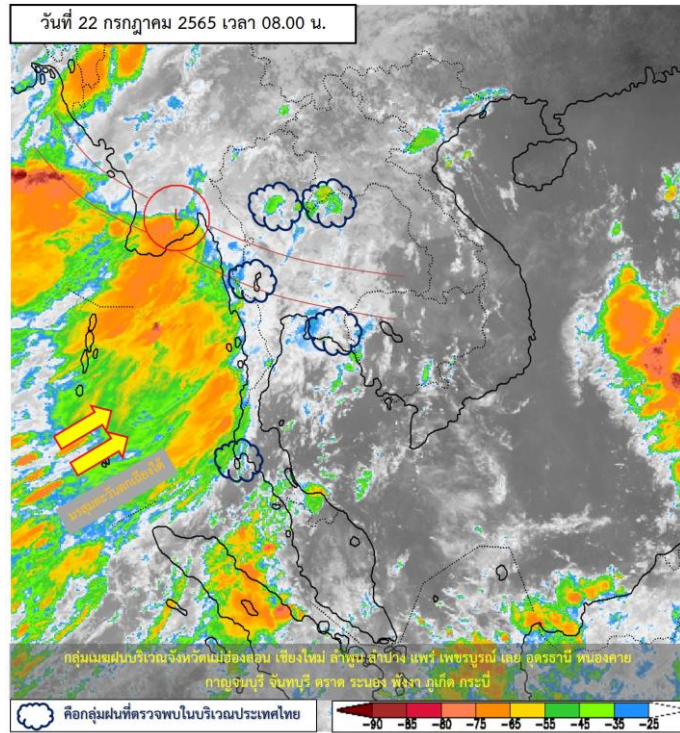 วันที่ 22 กรกฎาคม 2565 เวลา 08.00 น.
L
มรสุมตะวันตกเฉียงใต้
กลุ่มเมฆฝนบริเวณจังหวัดแม่ฮ่องสอน เชียงใหม่ ลำพูน ลำปาง แพร่ เพชรบูรณ์ เลย อุดรธานี หนองคาย
กาญจนบุรี จันทบุรี ตราด ระนอง พังงา ภูเก็ต กระบี่
คือกลุ่มฝนที่ตรวจพบในบริเวณประเทศไทย
-90 -80 -75 -65 -55 -45 -35 -25